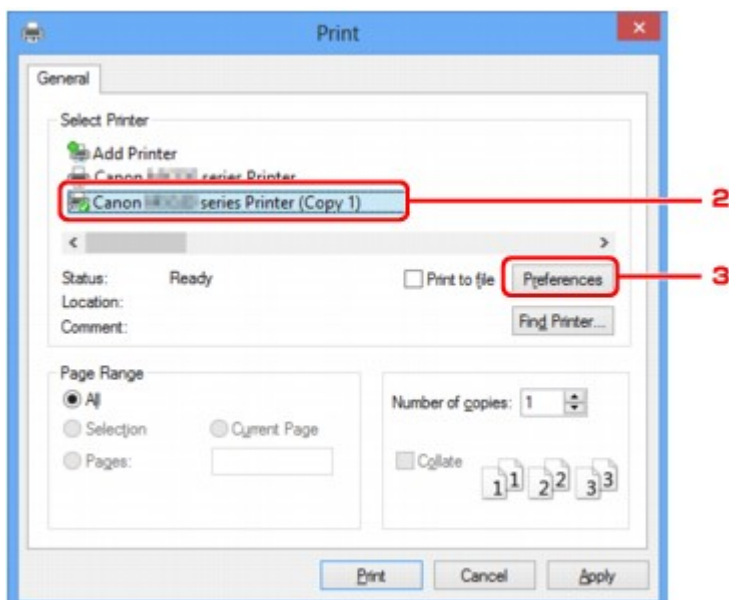 Print
General
Select Printer
Add Printer
Canon series Printer
Canon series Printer (Copy 1)
2
Status: Ready
Print to file
Preferences
3
Location:
Comment:
Find Printer...
Page Range
All
Selection
Current Page
Pages:
Number of copies: 1
Collate
1 1 2 2 3 3
Print
Cancel
Apply